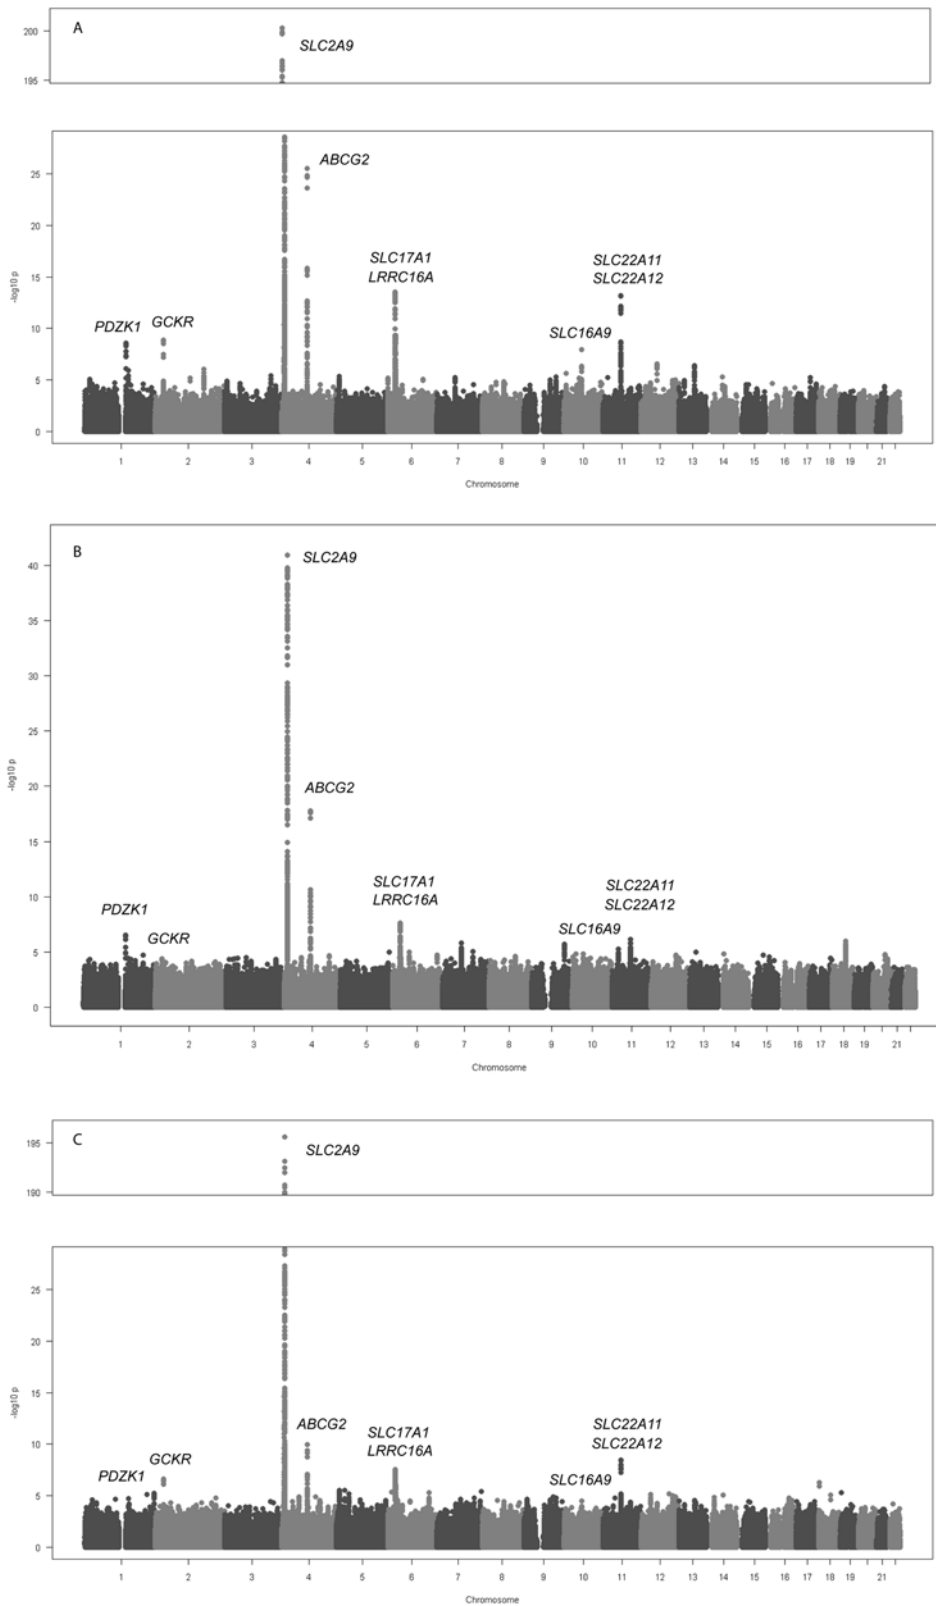 A
200
SLC2A9
195
ABCG2
25
20
SLC17A1
LRRC16A
SLC22A11
SLC22A12
15
-log10 p
10
PDZK1
GCKR
SLC16A9
5
0
1 2 3 4 5 6 7 8 9 10 11 12 13 14 15 16 17 18 19 21
Chromosome
B
SLC2A9
40
35
30
25
-log10 p
20
ABCG2
15
10
SLC17A1
LRRC16A
SLC22A11
SLC22A12
PDZK1
GCKR
SLC16A9
5
0
1 2 3 4 5 6 7 8 9 10 11 12 13 14 15 16 17 18 19 21
Chromosome
C
195
SLC2A9
190
25
20
15
-log10 p
ABCG2
SLC17A1
LRRC16A
SLC22A11
SLC22A12
10
GCKR
PDZK1
SLC16A9
5
0
1 2 3 4 5 6 7 8 9 10 11 12 13 14 15 16 17 18 19 21
Chromosome